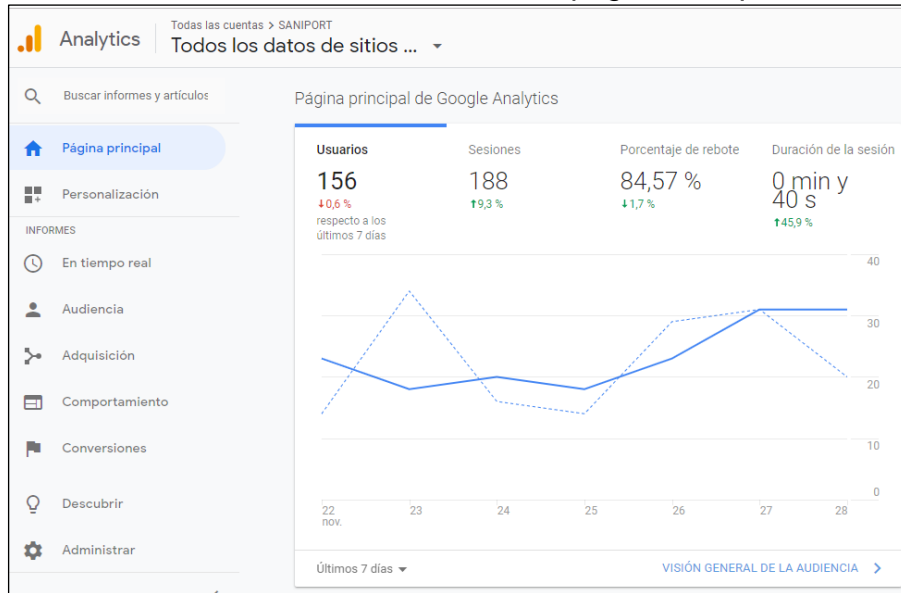 Todas las cuentas > SANIPORT
Analytics
Todos los datos de sitios ...
Buscar informes y artículos
Página principal
Personalización
INFORMES
En tiempo real
Audiencia
Adquisición
Comportamiento
Conversiones
Descubrir
Administrar
Página principal de Google Analytics
Usuarios
156
↓0,6 %
respecto a los
últimos 7 días
Sesiones
188
↑9,3 %
Porcentaje de rebote
84,57 %
↓1,7 %
Duración de la sesión
0 min y
40 s
↑45,9 %
40
30
20
10
0
22 23 24 25 26 27 28
nov.
Últimos 7 días
VISIÓN GENERAL DE LA AUDIENCIA